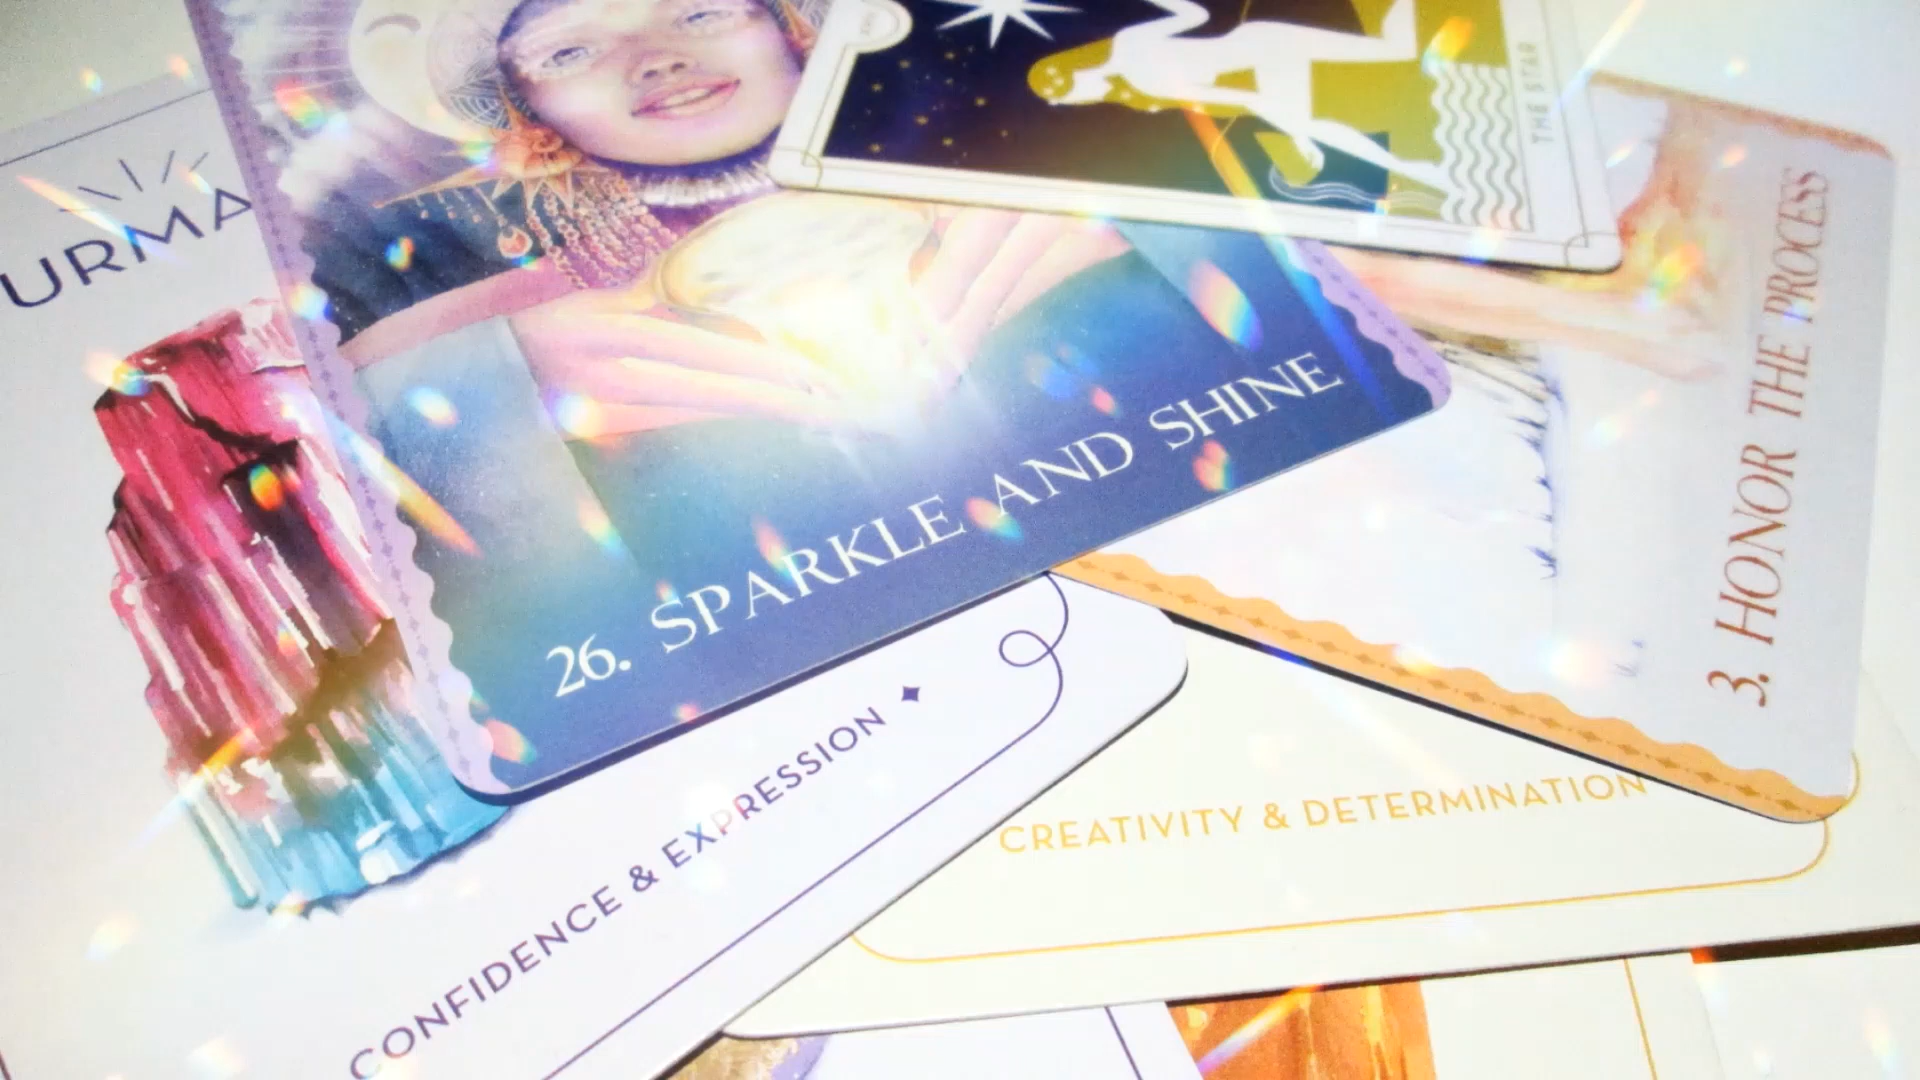 URMA
THE STAR
26. SPARKLE AND SHINE
3. HONOR THE PROCESS
CONFIDENCE & EXPRESSION
CREATIVITY & DETERMINATION